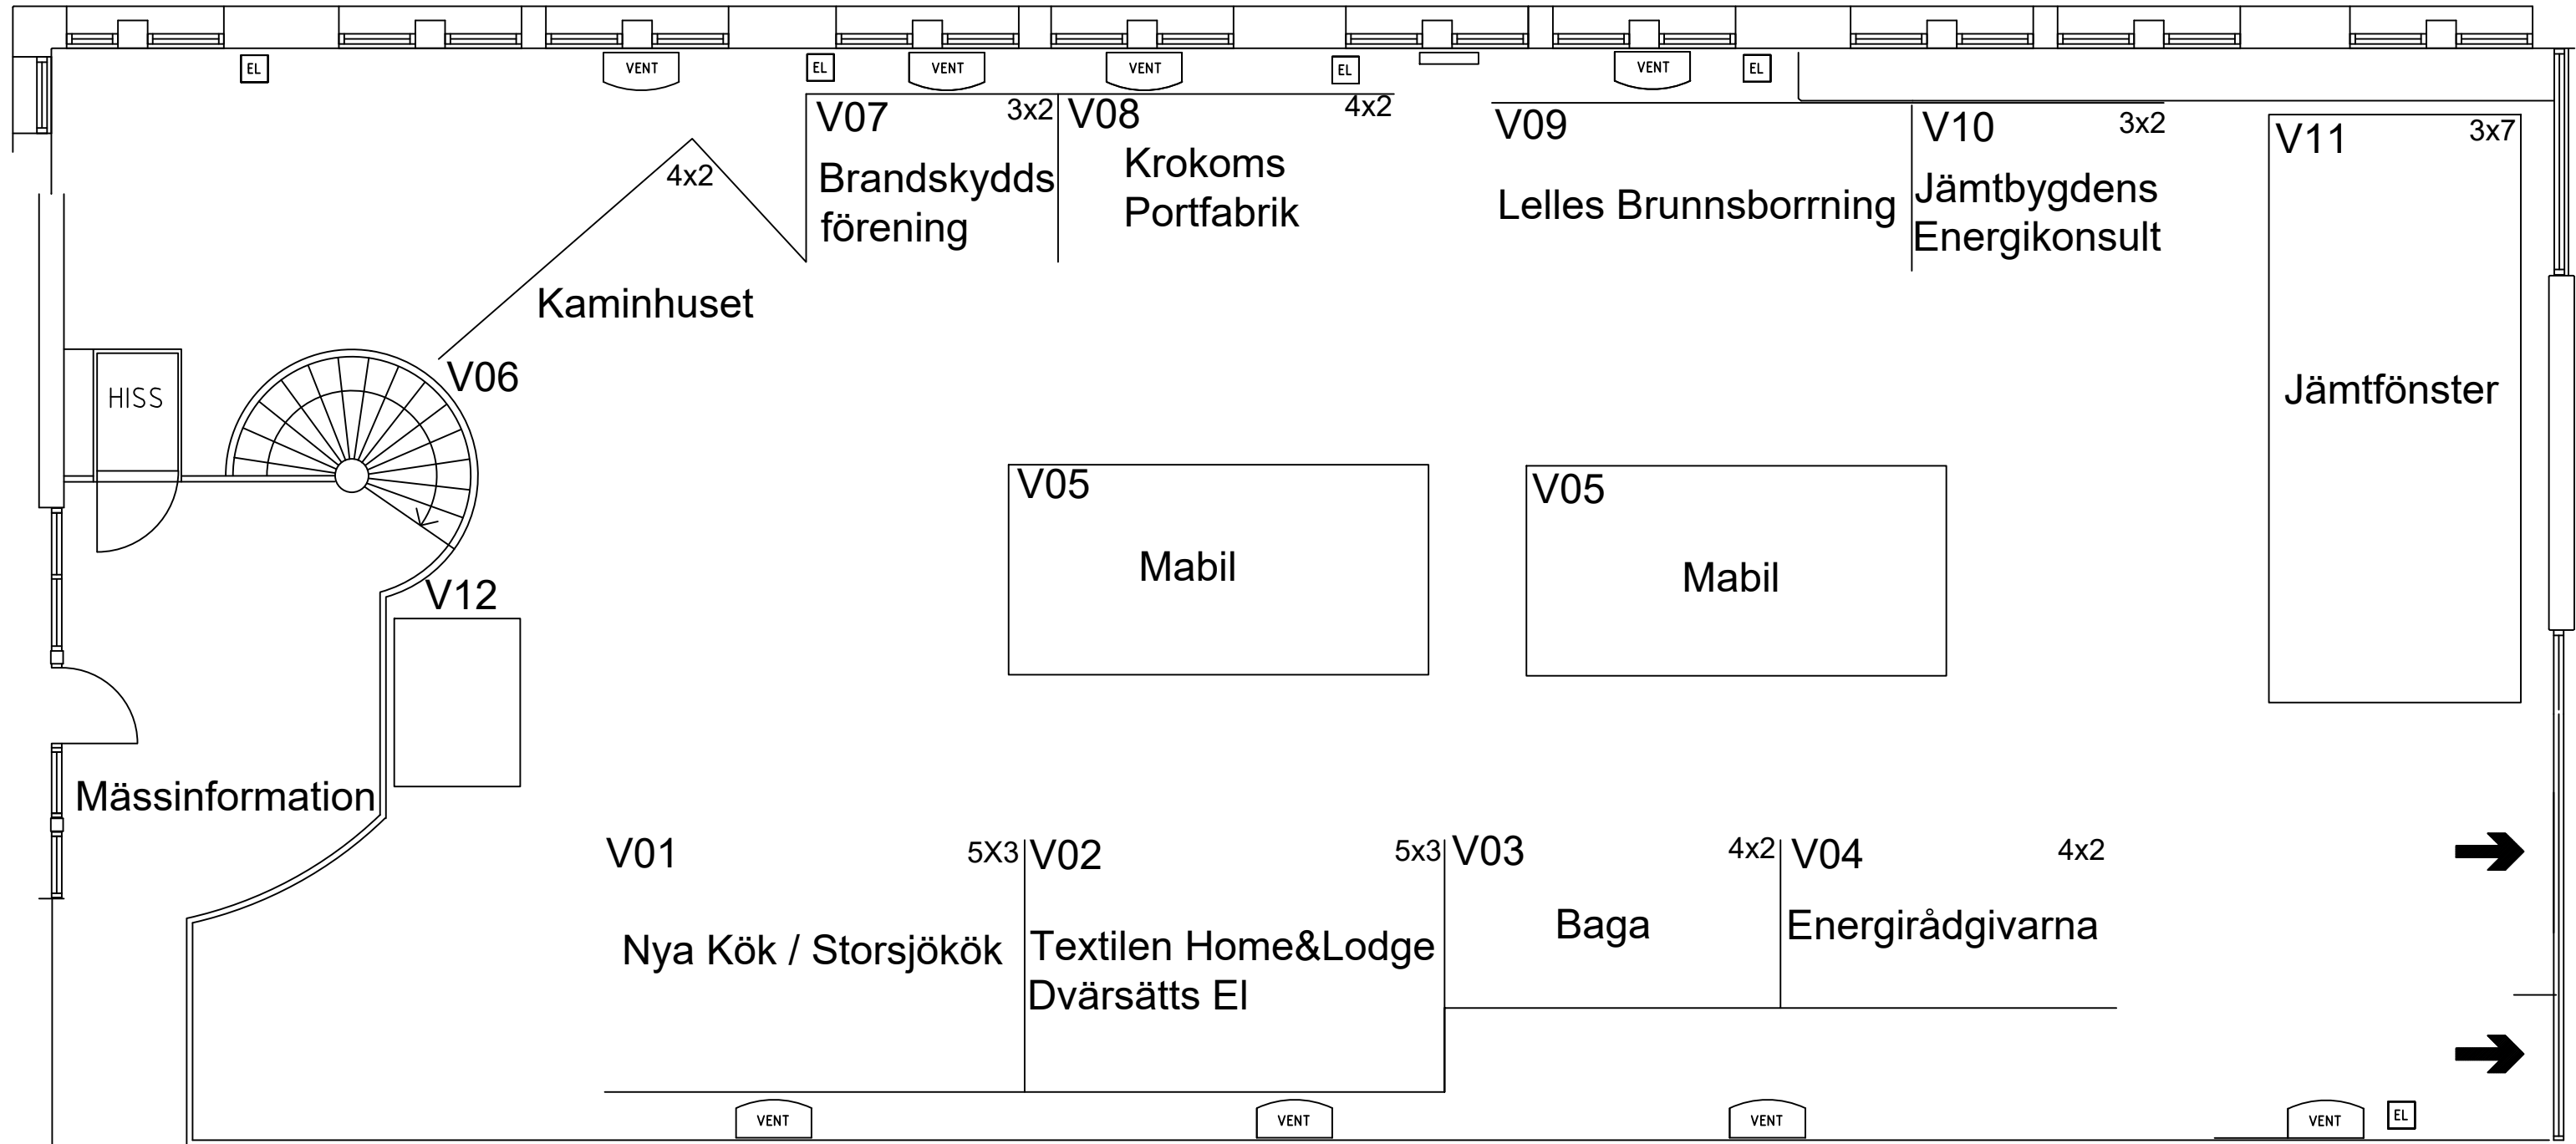 EL
VENT
EL
VENT
VENT
EL
VENT
EL
V07 3x2
Brandskydds
förening
V08 4x2
Krokoms
Portfabrik
V09
Lelles Brunnsborrning
V10 3x2
Jämtbygdens
Energikonsult
V11 3x7
Jämtfönster
4x2
Kaminhuset
V06
HISS
V05
Mabil
V05
Mabil
V12
Mässinformation
V01 5X3
Nya Kök / Storsjökök
V02 5x3
Textilen Home&Lodge
Dvärsätts El
V03 4x2
Baga
V04 4x2
Energirådgivarna
VENT
VENT
VENT
VENT
EL